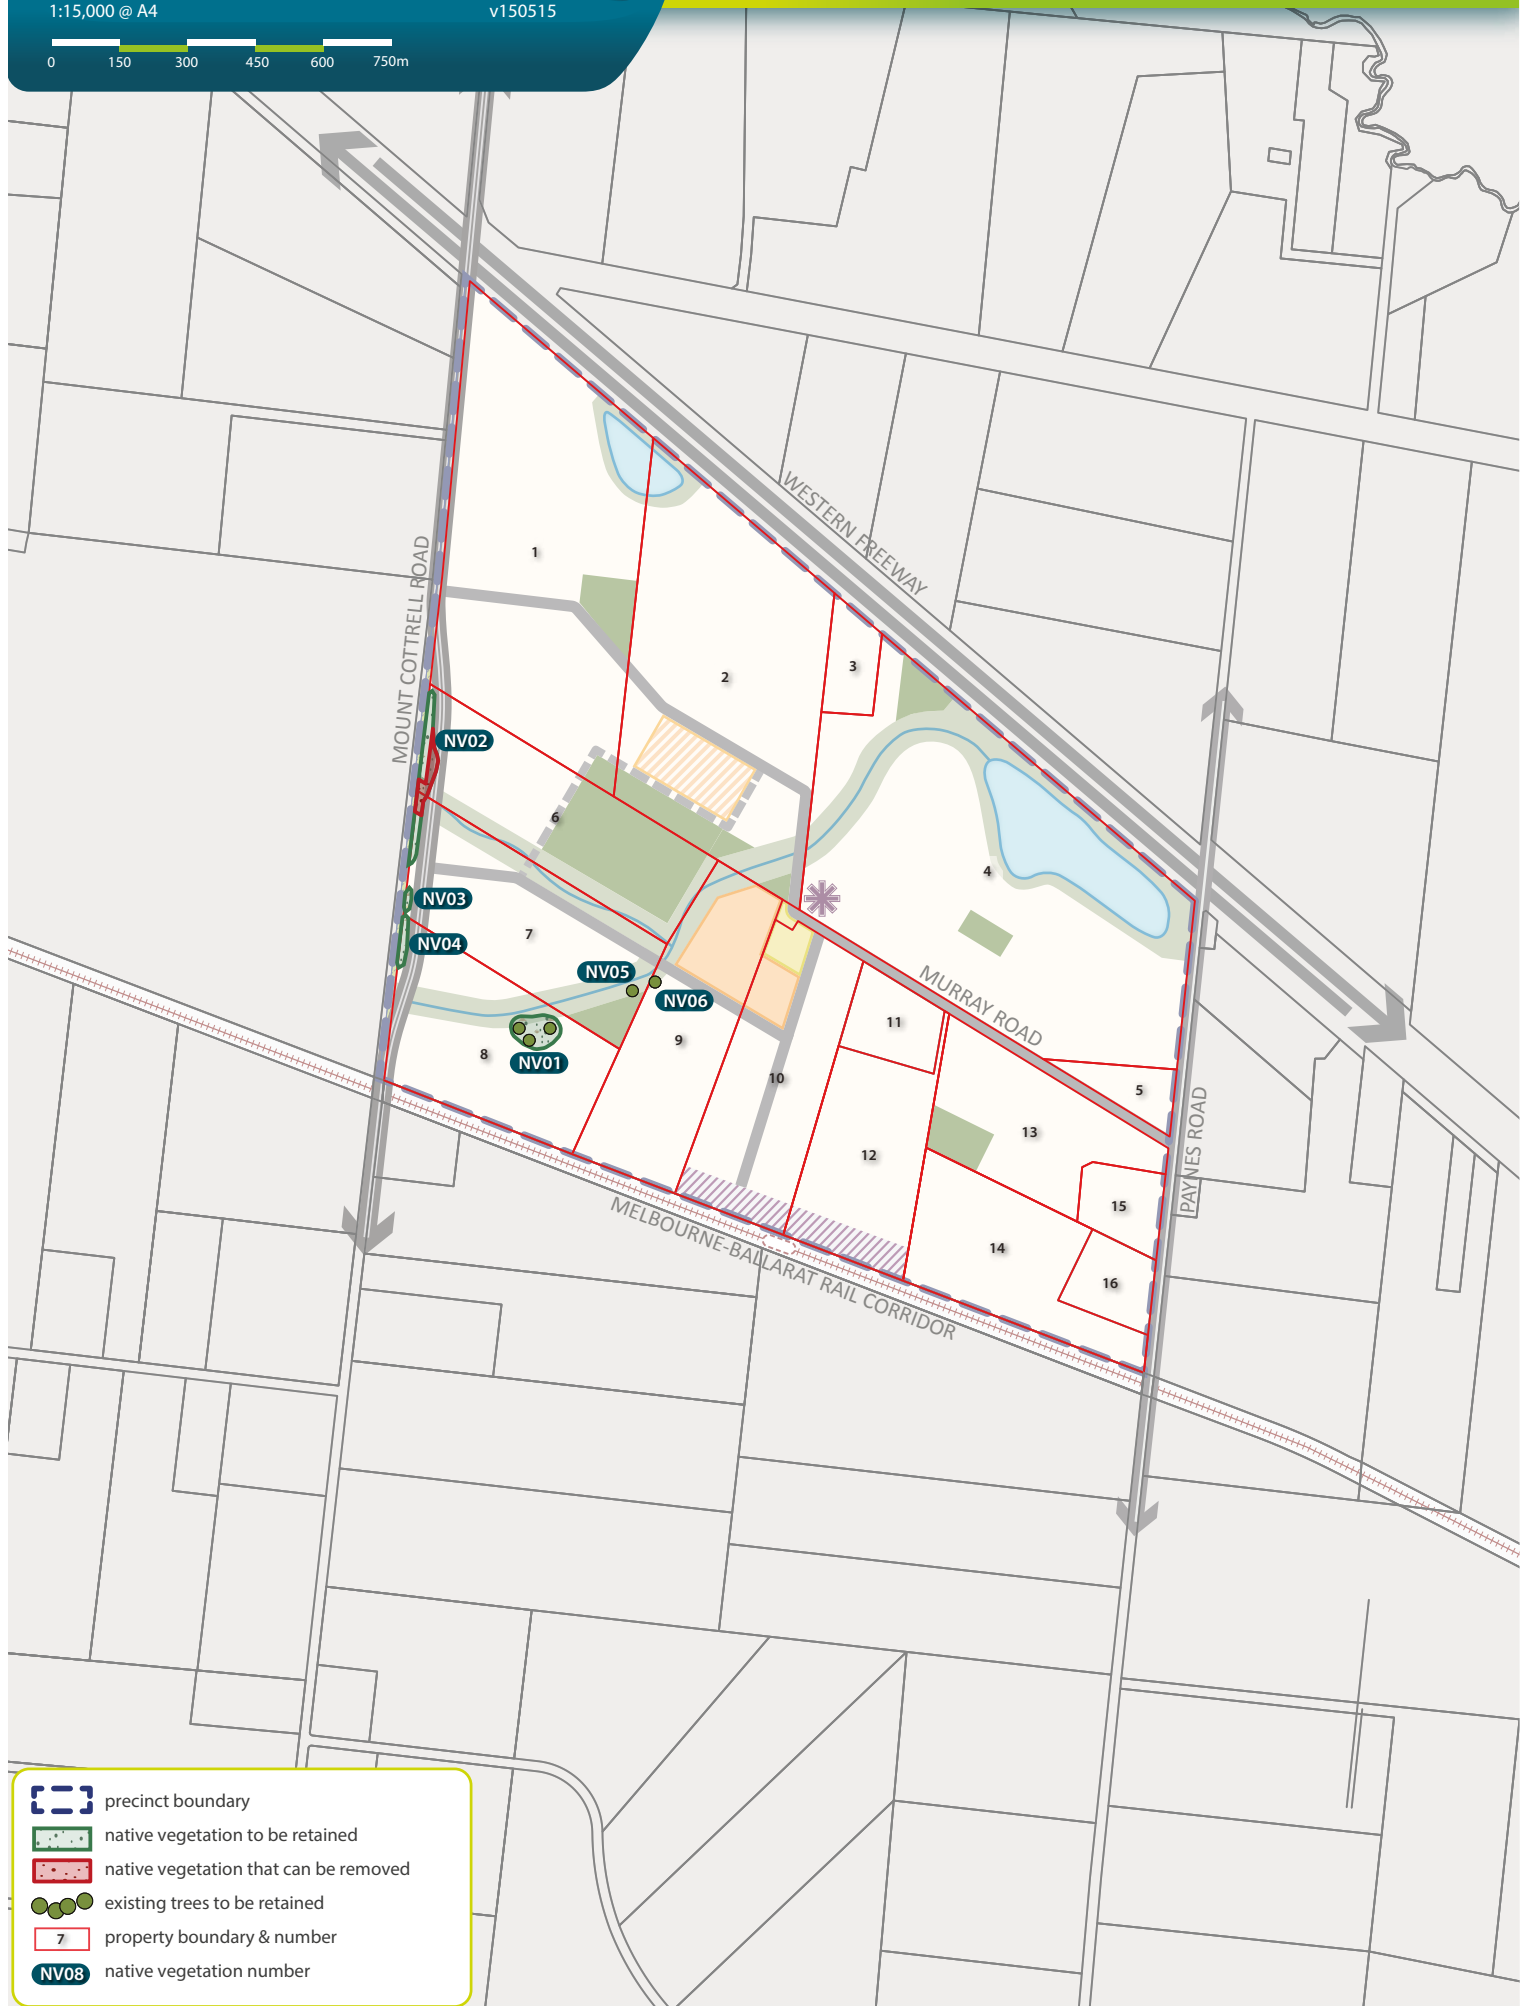 1:15,000 @ A4
v150515
0 150 300 450 600 750m
WESTERN FREEWAY
MOUNT COTTRELL ROAD
1
2
3
NV02
6
4
NV03
7
NV04
NV05
NV06
MURRAY ROAD
11
9
8
NV01
10
5
PAYNES ROAD
13
12
15
14
16
MELBOURNE-BALLARAT RAIL CORRIDOR
precinct boundary
native vegetation to be retained
native vegetation that can be removed
existing trees to be retained
7 property boundary & number
NV08 native vegetation number